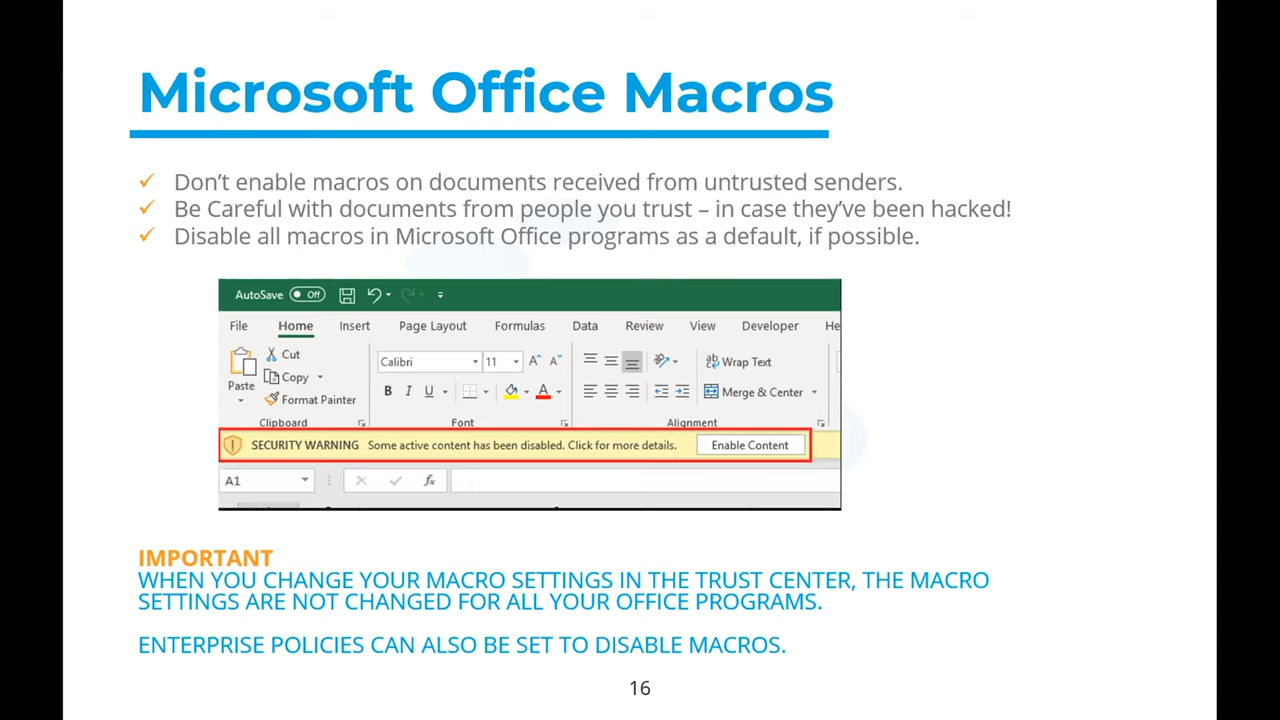 Microsoft Office Macros
Don’t enable macros on documents received from untrusted senders.
Be Careful with documents from people you trust – in case they’ve been hacked!
Disable all macros in Microsoft Office programs as a default, if possible.
AutoSave Off
File Home Insert Page Layout Formulas Data Review View Developer He
Cut
Calibri 11 A A ab Wrap Text
Paste Copy
B I U A Merge & Center
Format Painter
Clipboard Font Alignment
SECURITY WARNING Some active content has been disabled. Click for more details. Enable Content
A1 fx
IMPORTANT
WHEN YOU CHANGE YOUR MACRO SETTINGS IN THE TRUST CENTER, THE MACRO
SETTINGS ARE NOT CHANGED FOR ALL YOUR OFFICE PROGRAMS.
ENTERPRISE POLICIES CAN ALSO BE SET TO DISABLE MACROS.
16